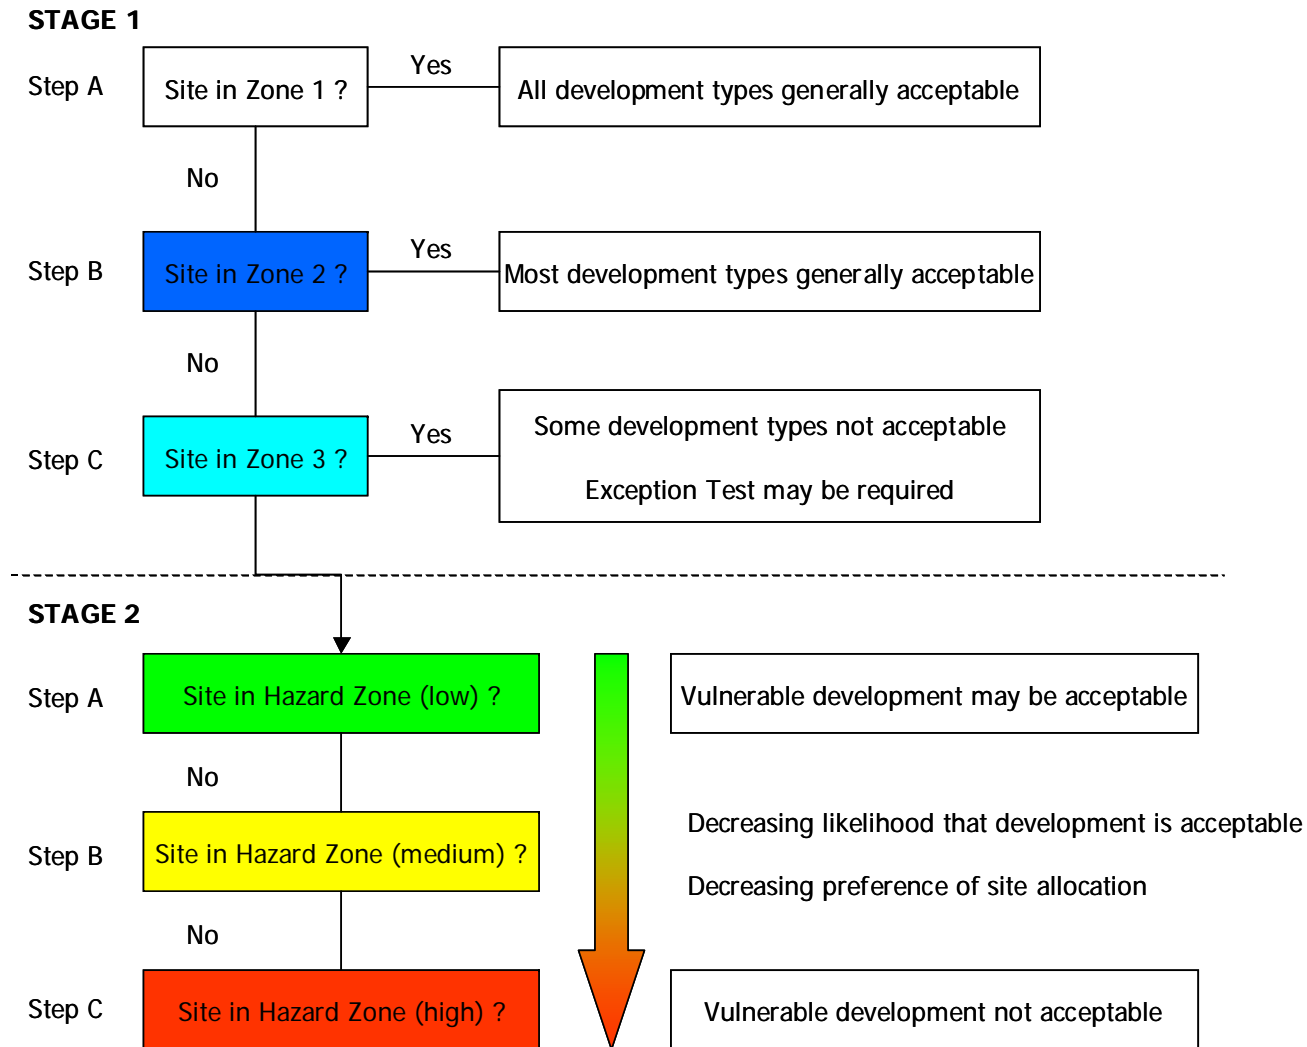 STAGE 1
Step A
Site in Zone 1 ?
Yes
All development types generally acceptable
No
Step B
Site in Zone 2 ?
Yes
Most development types generally acceptable
No
Step C
Site in Zone 3 ?
Yes
Some development types not acceptable
Exception Test may be required
STAGE 2
Step A
Site in Hazard Zone (low) ?
Vulnerable development may be acceptable
No
Decreasing likelihood that development is acceptable
Step B
Site in Hazard Zone (medium) ?
Decreasing preference of site allocation
No
Step C
Site in Hazard Zone (high) ?
Vulnerable development not acceptable